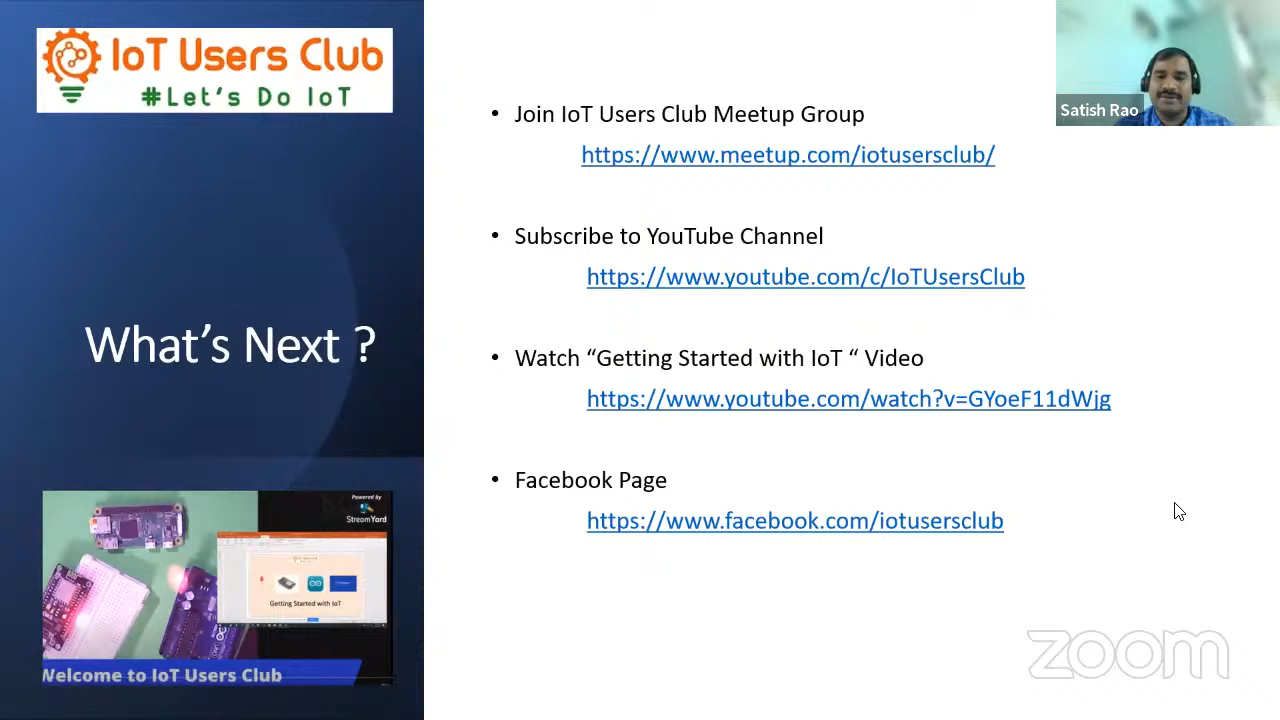 IoT Users Club
#Let's Do IoT
What's Next ?
• Join IoT Users Club Meetup Group
https://www.meetup.com/iotusersclub/
• Subscribe to YouTube Channel
https://www.youtube.com/c/IoTUsersClub
• Watch “Getting Started with IoT “ Video
https://www.youtube.com/watch?v=GYoeF11dWjg
• Facebook Page
https://www.facebook.com/iotusersclub
Satish Rao
Powered by
StreamYard
Getting Started with IoT
Welcome to IoT Users Club
zoom